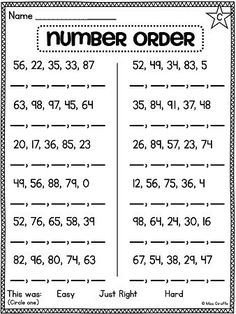 Name
C
NUMBER ORDER
56, 22, 35, 33, 87
52, 49, 34, 83, 5
63, 98, 97, 45, 64
35, 84, 91, 37, 48
20, 17, 36, 85, 23
26, 89, 57, 23, 74
49, 56, 88, 79, 0
12, 56, 75, 36, 4
52, 76, 65, 58, 39
98, 64, 24, 30, 16
82, 96, 80, 74, 63
67, 54, 38, 29, 47
This was: Easy Just Right Hard
(Circle one)
© Miss Giraffe